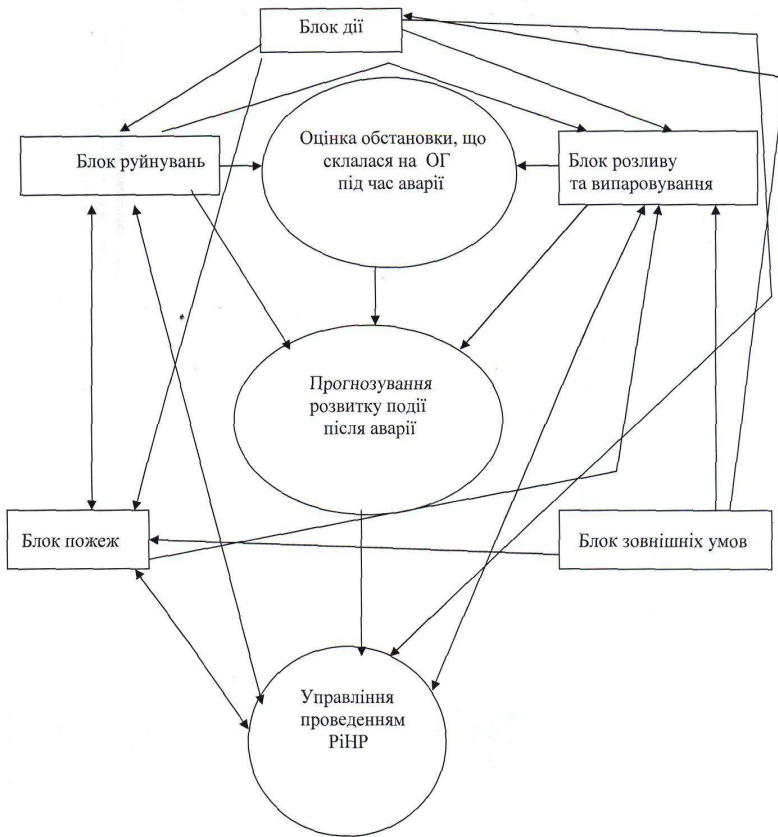 Блок дії
Оцінка обстановки, що
склалася на ОГ
під час аварії
Блок руйнувань
Блок розливу
та випаровування
Прогнозування
розвитку події
після аварії
Блок пожеж
Блок зовнішніх умов
Управління
проведенням
РіНР